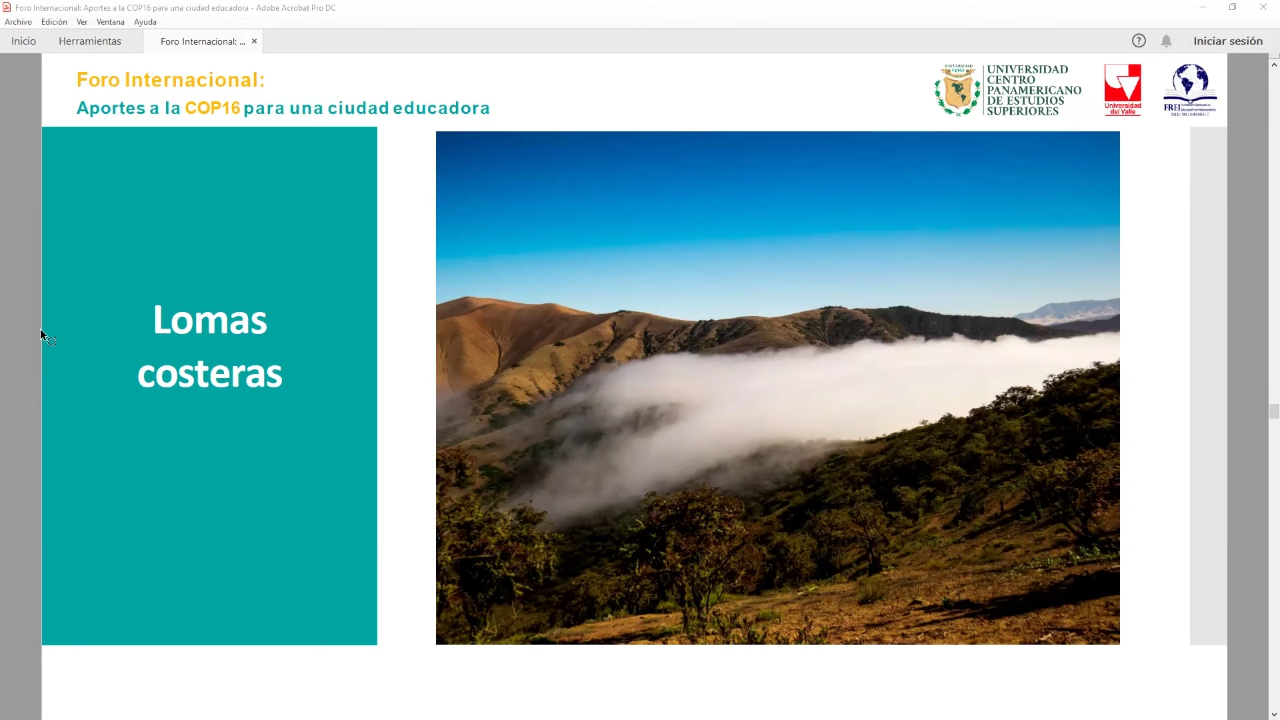 Foro Internacional: Aportes a la COP16 para una ciudad educadora - Adobe Acrobat Pro DC
Archivo Edición Ver Ventana Ayuda
Inicio Herramientas Foro Internacional: ... × Iniciar sesión
Foro Internacional:
Aportes a la COP16 para una ciudad educadora
UNIVERSIDAD
CENTRO
PANAMERICANO
DE ESTUDIOS
SUPERIORES
Universidad
del Valle
FREI
Lomas
costeras